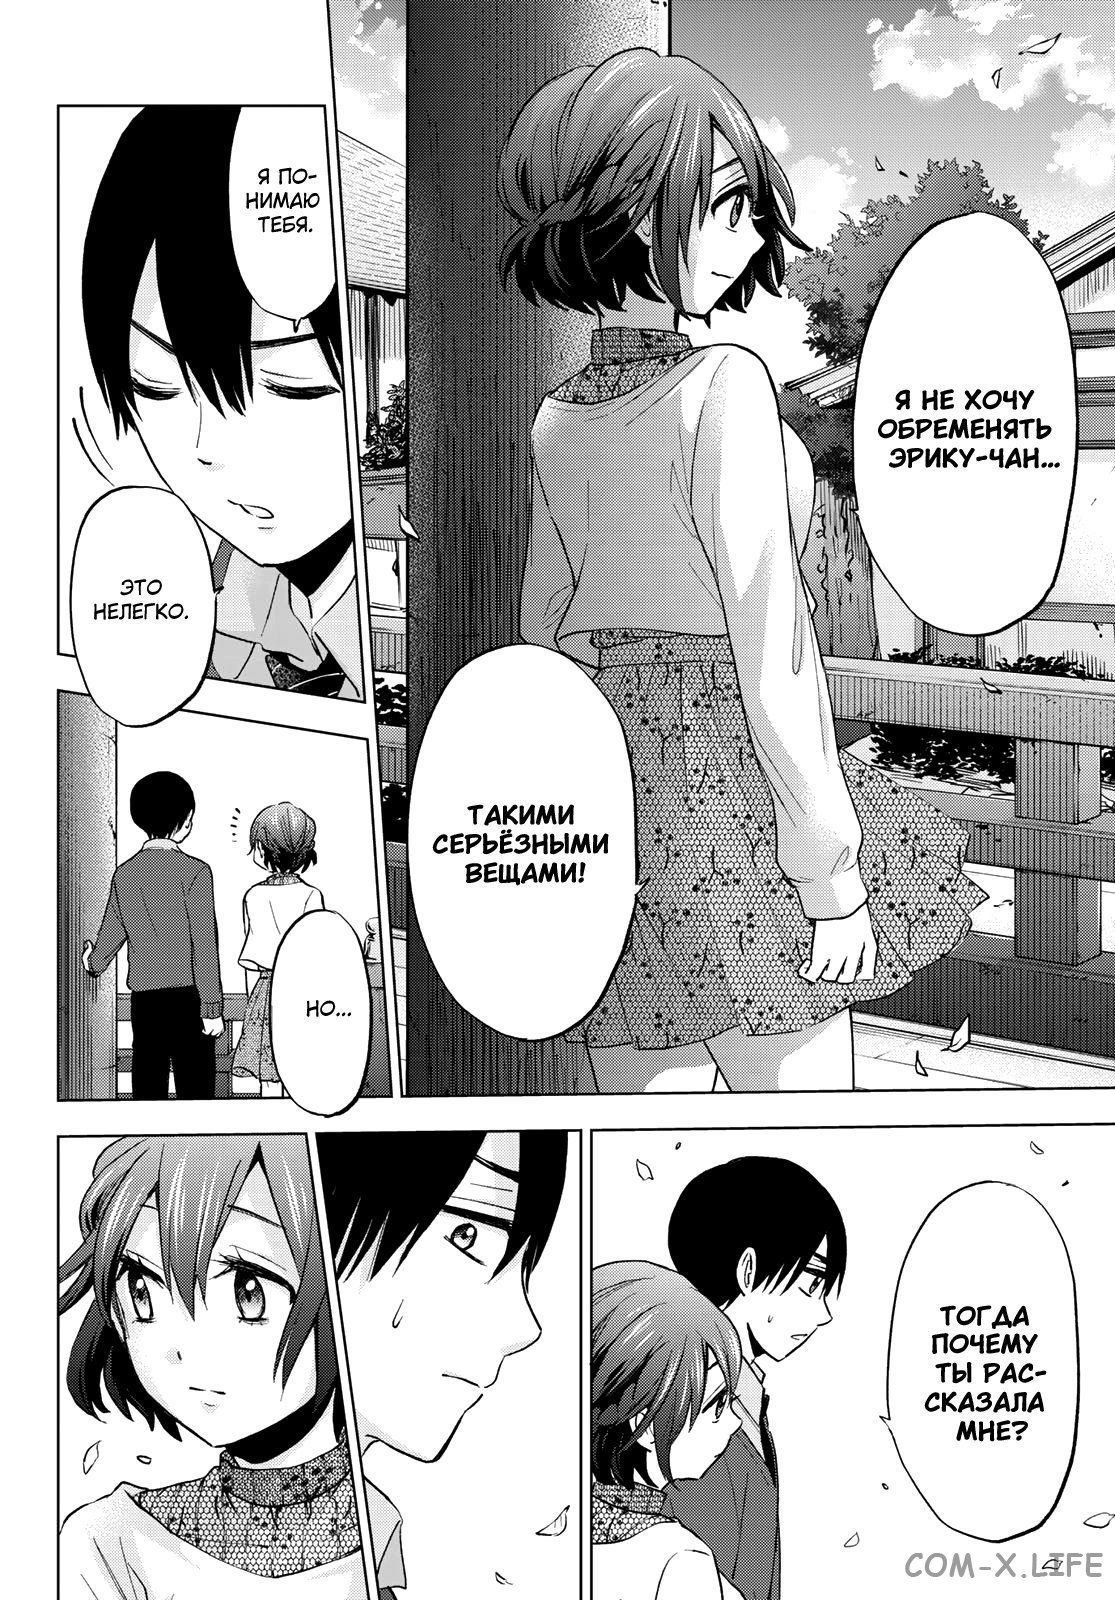 Я НЕ ХОЧУ
ОБРЕМЕНЯТЬ
ЭРИКУ-ЧАН...
ТАКИМИ
СЕРЬЁЗНЫМИ
ВЕЩАМИ!
Я ПО-
НИМАЮ
ТЕБЯ.
ЭТО
НЕЛЕГКО.
НО...
ТОГДА
ПОЧЕМУ
ТЫ РАС-
СКАЗАЛА
МНЕ?
COM-X.LIFE